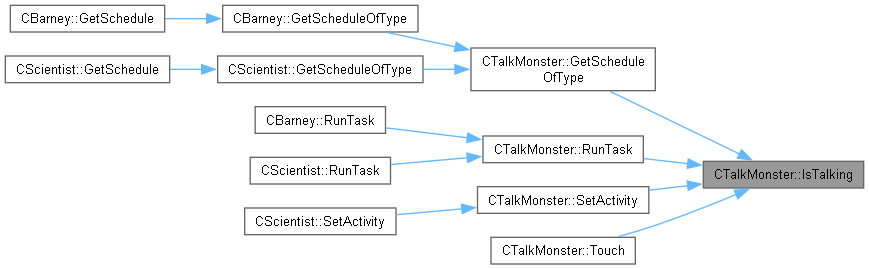 CBarney::GetSchedule
CBarney::GetScheduleOfType
CScientist::GetSchedule
CScientist::GetScheduleOfType
CTalkMonster::GetSchedule
OfType
CBarney::RunTask
CScientist::RunTask
CTalkMonster::RunTask
CTalkMonster::IsTalking
CScientist::SetActivity
CTalkMonster::SetActivity
CTalkMonster::Touch